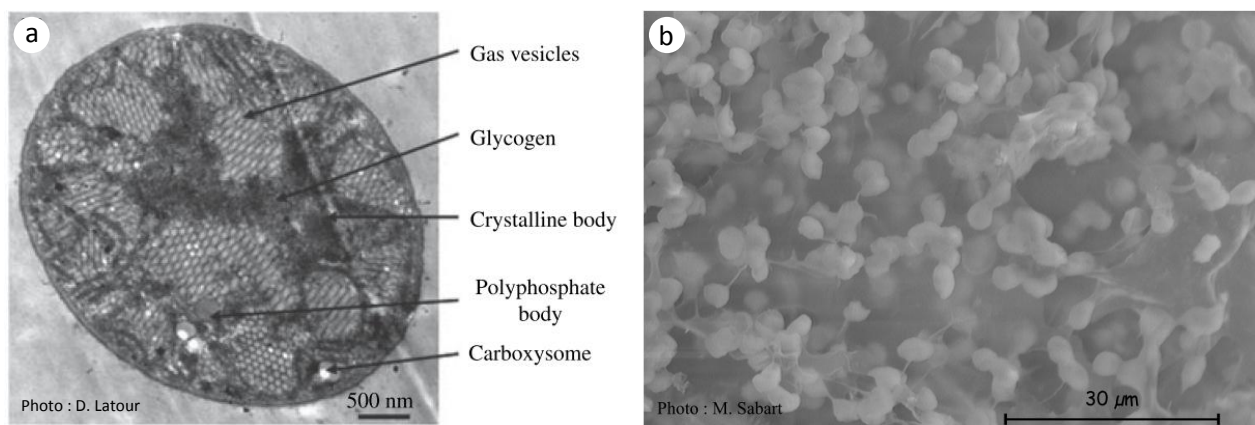 a
Gas vesicles
Glycogen
Crystalline body
Polyphosphate
body
Carboxysome
Photo : D. Latour
500 nm
b
Photo : M. Sabart
30 µm